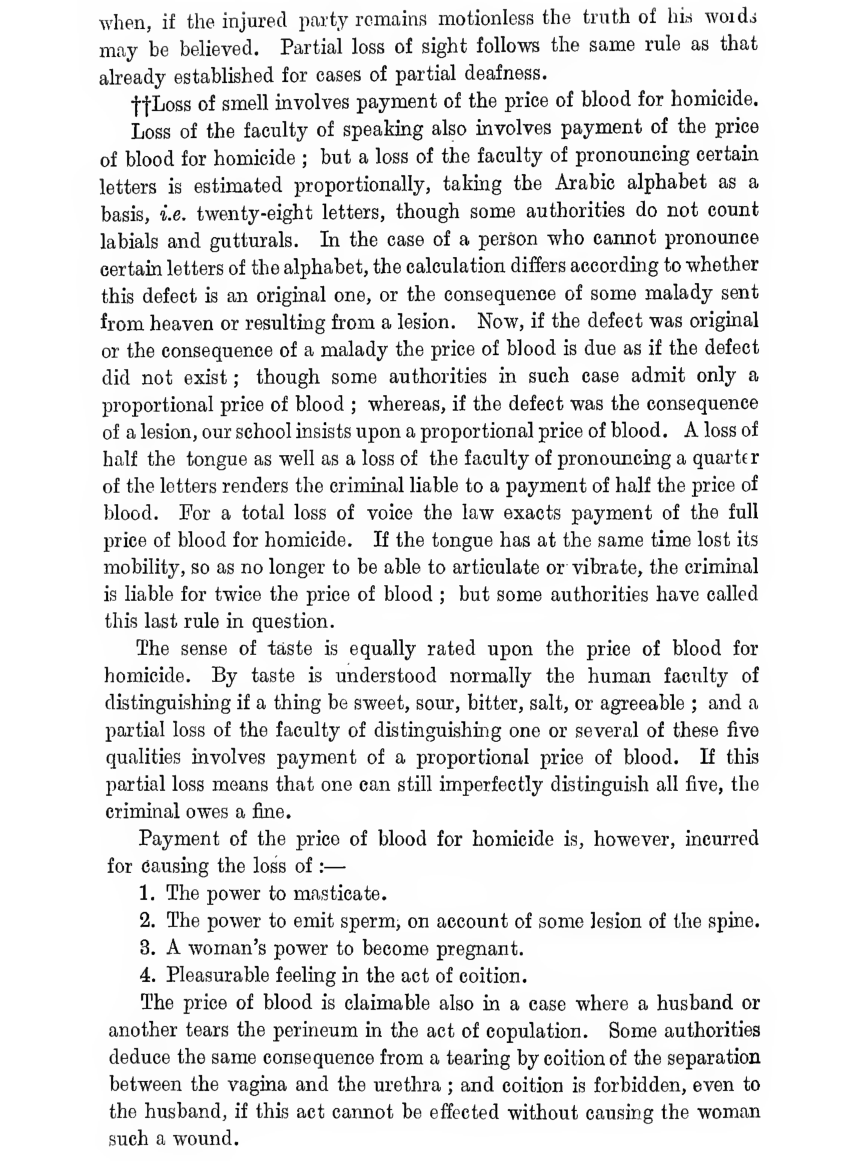 when, if the injured party remains motionless the truth of his words
may be believed. Partial loss of sight follows the same rule as that
already established for cases of partial deafness.
††Loss of smell involves payment of the price of blood for homicide.
Loss of the faculty of speaking also involves payment of the price
of blood for homicide ; but a loss of the faculty of pronouncing certain
letters is estimated proportionally, taking the Arabic alphabet as a
basis, i.e. twenty-eight letters, though some authorities do not count
labials and gutturals. In the case of a person who cannot pronounce
certain letters of the alphabet, the calculation differs according to whether
this defect is an original one, or the consequence of some malady sent
from heaven or resulting from a lesion. Now, if the defect was original
or the consequence of a malady the price of blood is due as if the defect
did not exist ; though some authorities in such case admit only a
proportional price of blood ; whereas, if the defect was the consequence
of a lesion, our school insists upon a proportional price of blood. A loss of
half the tongue as well as a loss of the faculty of pronouncing a quarter
of the letters renders the criminal liable to a payment of half the price of
blood. For a total loss of voice the law exacts payment of the full
price of blood for homicide. If the tongue has at the same time lost its
mobility, so as no longer to be able to articulate or vibrate, the criminal
is liable for twice the price of blood ; but some authorities have called
this last rule in question.
The sense of taste is equally rated upon the price of blood for
homicide. By taste is understood normally the human faculty of
distinguishing if a thing be sweet, sour, bitter, salt, or agreeable ; and a
partial loss of the faculty of distinguishing one or several of these five
qualities involves payment of a proportional price of blood. If this
partial loss means that one can still imperfectly distinguish all five, the
criminal owes a fine.
Payment of the price of blood for homicide is, however, incurred
for causing the loss of :—
1. The power to masticate.
2. The power to emit sperm, on account of some lesion of the spine.
3. A woman's power to become pregnant.
4. Pleasurable feeling in the act of coition.
The price of blood is claimable also in a case where a husband or
another tears the perineum in the act of copulation. Some authorities
deduce the same consequence from a tearing by coition of the separation
between the vagina and the urethra ; and coition is forbidden, even to
the husband, if this act cannot be effected without causing the woman
such a wound.